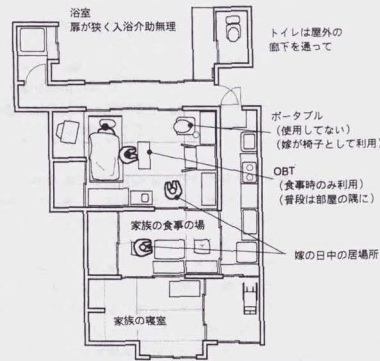 浴室
扉が狭く入浴介助無理
トイレは屋外の
廊下を通って
ポータブル
(使用してない)
(嫁が椅子として利用)
OBT
(食事時のみ利用)
(普段は部屋の隅に)
家族の食事の場
嫁の日中の居場所
家族の寝室